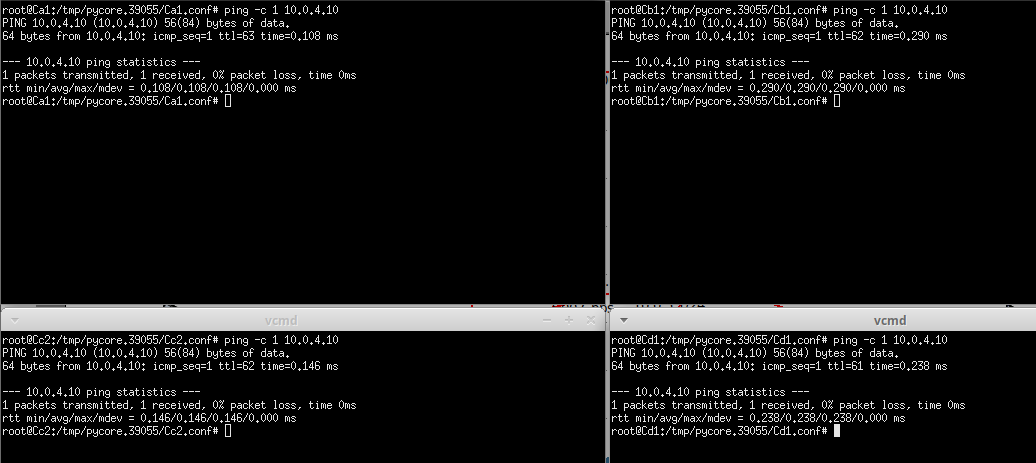 root@Ca1:/tmp/pycore.39055/Ca1.conf# ping -c 1 10.0.4.10
PING 10.0.4.10 (10.0.4.10) 56(84) bytes of data.
64 bytes from 10.0.4.10: icmp_seq=1 ttl=63 time=0.108 ms
--- 10.0.4.10 ping statistics ---
1 packets transmitted, 1 received, 0% packet loss, time 0ms
rtt min/avg/max/mdev = 0.108/0.108/0.108/0.000 ms
root@Ca1:/tmp/pycore.39055/Ca1.conf#
root@Cb1:/tmp/pycore.39055/Cb1.conf# ping -c 1 10.0.4.10
PING 10.0.4.10 (10.0.4.10) 56(84) bytes of data.
64 bytes from 10.0.4.10: icmp_seq=1 ttl=62 time=0.290 ms
--- 10.0.4.10 ping statistics ---
1 packets transmitted, 1 received, 0% packet loss, time 0ms
rtt min/avg/max/mdev = 0.290/0.290/0.290/0.000 ms
root@Cb1:/tmp/pycore.39055/Cb1.conf#
vcmd
root@Cc2:/tmp/pycore.39055/Cc2.conf# ping -c 1 10.0.4.10
PING 10.0.4.10 (10.0.4.10) 56(84) bytes of data.
64 bytes from 10.0.4.10: icmp_seq=1 ttl=62 time=0.146 ms
--- 10.0.4.10 ping statistics ---
1 packets transmitted, 1 received, 0% packet loss, time 0ms
rtt min/avg/max/mdev = 0.146/0.146/0.146/0.000 ms
root@Cc2:/tmp/pycore.39055/Cc2.conf#
vcmd
root@Cd1:/tmp/pycore.39055/Cd1.conf# ping -c 1 10.0.4.10
PING 10.0.4.10 (10.0.4.10) 56(84) bytes of data.
64 bytes from 10.0.4.10: icmp_seq=1 ttl=61 time=0.238 ms
--- 10.0.4.10 ping statistics ---
1 packets transmitted, 1 received, 0% packet loss, time 0ms
rtt min/avg/max/mdev = 0.238/0.238/0.238/0.000 ms
root@Cd1:/tmp/pycore.39055/Cd1.conf#